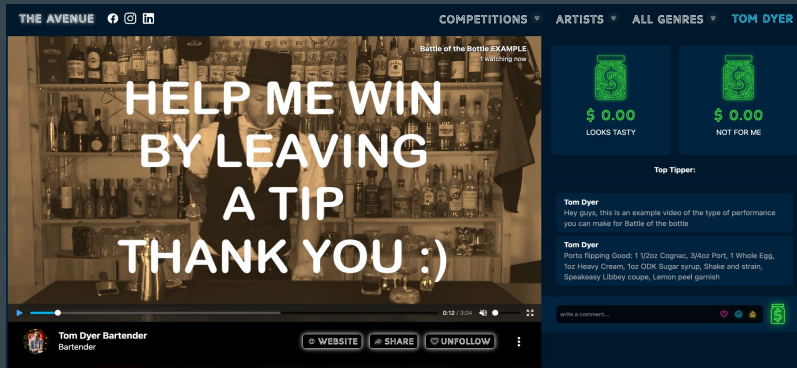 THE AVENUE
COMPETITIONS ARTISTS ALL GENRES TOM DYER
Battle of the Bottle EXAMPLE
1 watching now
HELP ME WIN
BY LEAVING
A TIP
THANK YOU :)
0:12 / 3:24
Tom Dyer Bartender
Bartender
WEBSITE SHARE UNFOLLOW
$ 0.00
LOOKS TASTY
$ 0.00
NOT FOR ME
Top Tipper:
Tom Dyer
Hey guys, this is an example video of the type of performance
you can make for Battle of the bottle
Tom Dyer
Porto flipping Good: 1 1/2oz Cognac, 3/4oz Port, 1 Whole Egg,
1oz Heavy Cream, 1oz ODK Sugar syrup, Shake and strain,
Speakeasy Libbey coupe, Lemon peel garnish
write a comment...